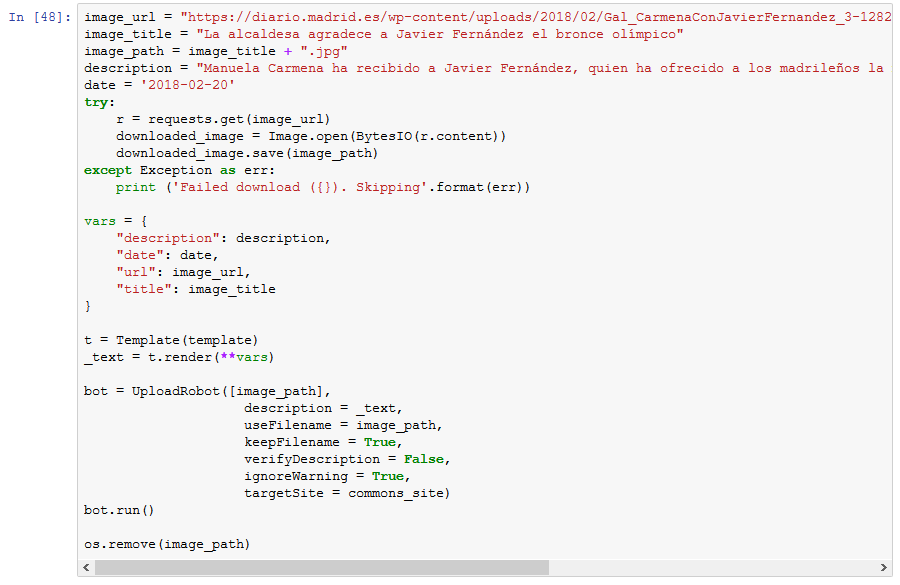 In [48]: image_url = "https://diario.madrid.es/wp-content/uploads/2018/02/Gal_CarmenaConJavierFernandez_3-1282
image_title = "La alcaldesa agradece a Javier Fernández el bronce olímpico"
image_path = image_title + ".jpg"
description = "Manuela Carmena ha recibido a Javier Fernández, quien ha ofrecido a los madrileños la
date = '2018-02-20'
try:
    r = requests.get(image_url)
    downloaded_image = Image.open(BytesIO(r.content))
    downloaded_image.save(image_path)
except Exception as err:
    print ('Failed download ({}). Skipping'.format(err))

vars = {
    "description": description,
    "date": date,
    "url": image_url,
    "title": image_title
}

t = Template(template)
_text = t.render(**vars)

bot = UploadRobot([image_path],
                    description = _text,
                    useFilename = image_path,
                    keepFilename = True,
                    verifyDescription = False,
                    ignoreWarning = True,
                    targetSite = commons_site)
bot.run()

os.remove(image_path)